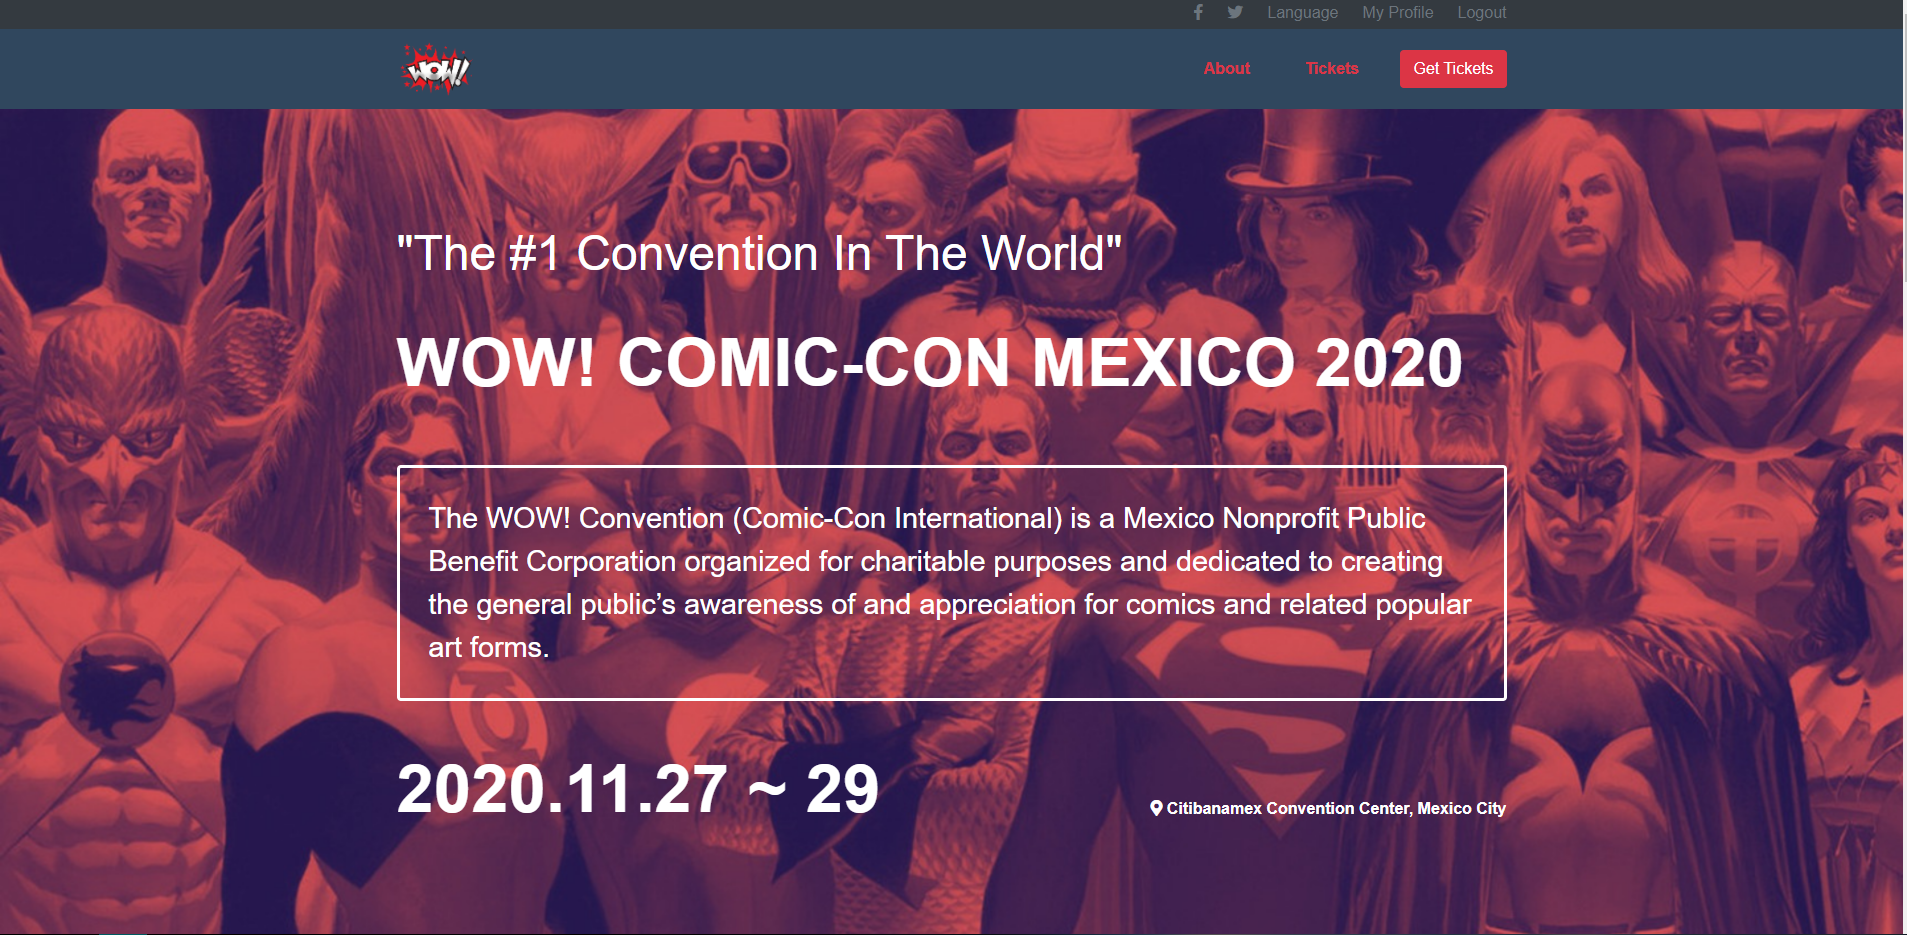 Language My Profile Logout
WOW!
About Tickets Get Tickets
"The #1 Convention In The World"
WOW! COMIC-CON MEXICO 2020
The WOW! Convention (Comic-Con International) is a Mexico Nonprofit Public
Benefit Corporation organized for charitable purposes and dedicated to creating
the general public’s awareness of and appreciation for comics and related popular
art forms.
2020.11.27 ~ 29
Citibanamex Convention Center, Mexico City